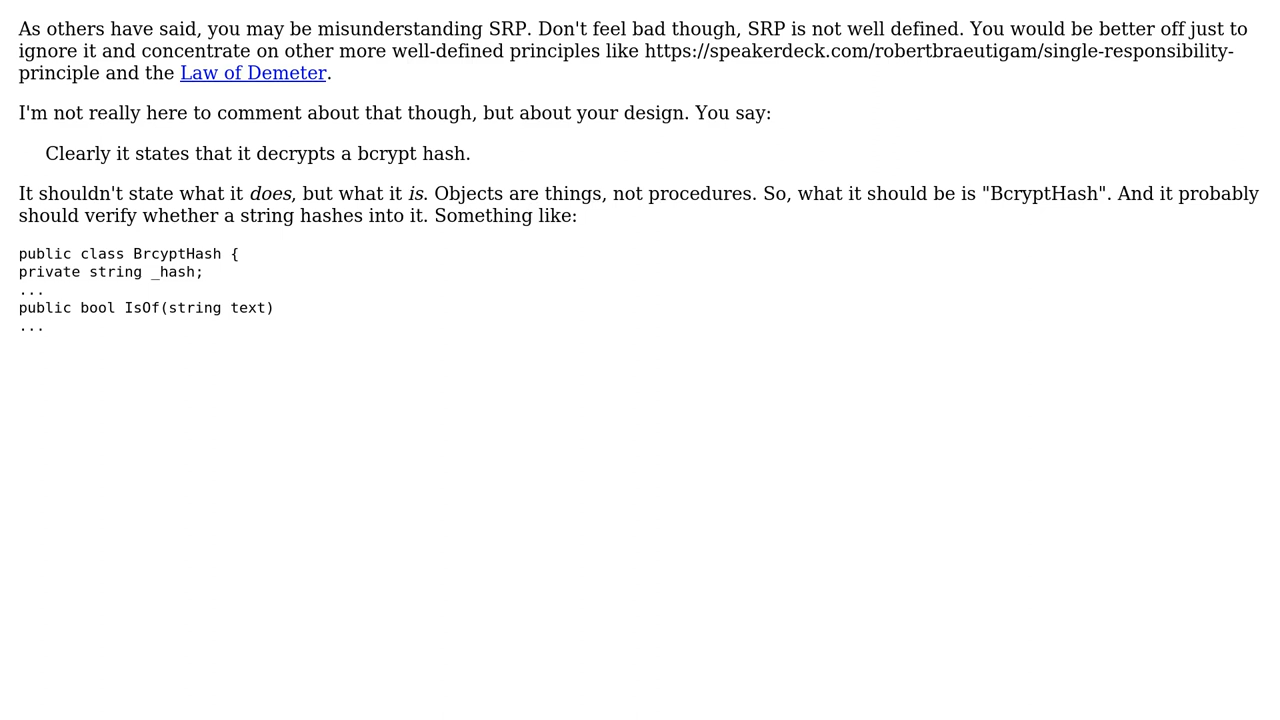 As others have said, you may be misunderstanding SRP. Don't feel bad though, SRP is not well defined. You would be better off just to
ignore it and concentrate on other more well-defined principles like https://speakerdeck.com/robertbraeutigam/single-responsibility-
principle and the Law of Demeter.
I'm not really here to comment about that though, but about your design. You say:
Clearly it states that it decrypts a bcrypt hash.
It shouldn't state what it does, but what it is. Objects are things, not procedures. So, what it should be is "BcryptHash". And it probably
should verify whether a string hashes into it. Something like:
public class BrcyptHash {
private string _hash;
...
public bool IsOf(string text)
...